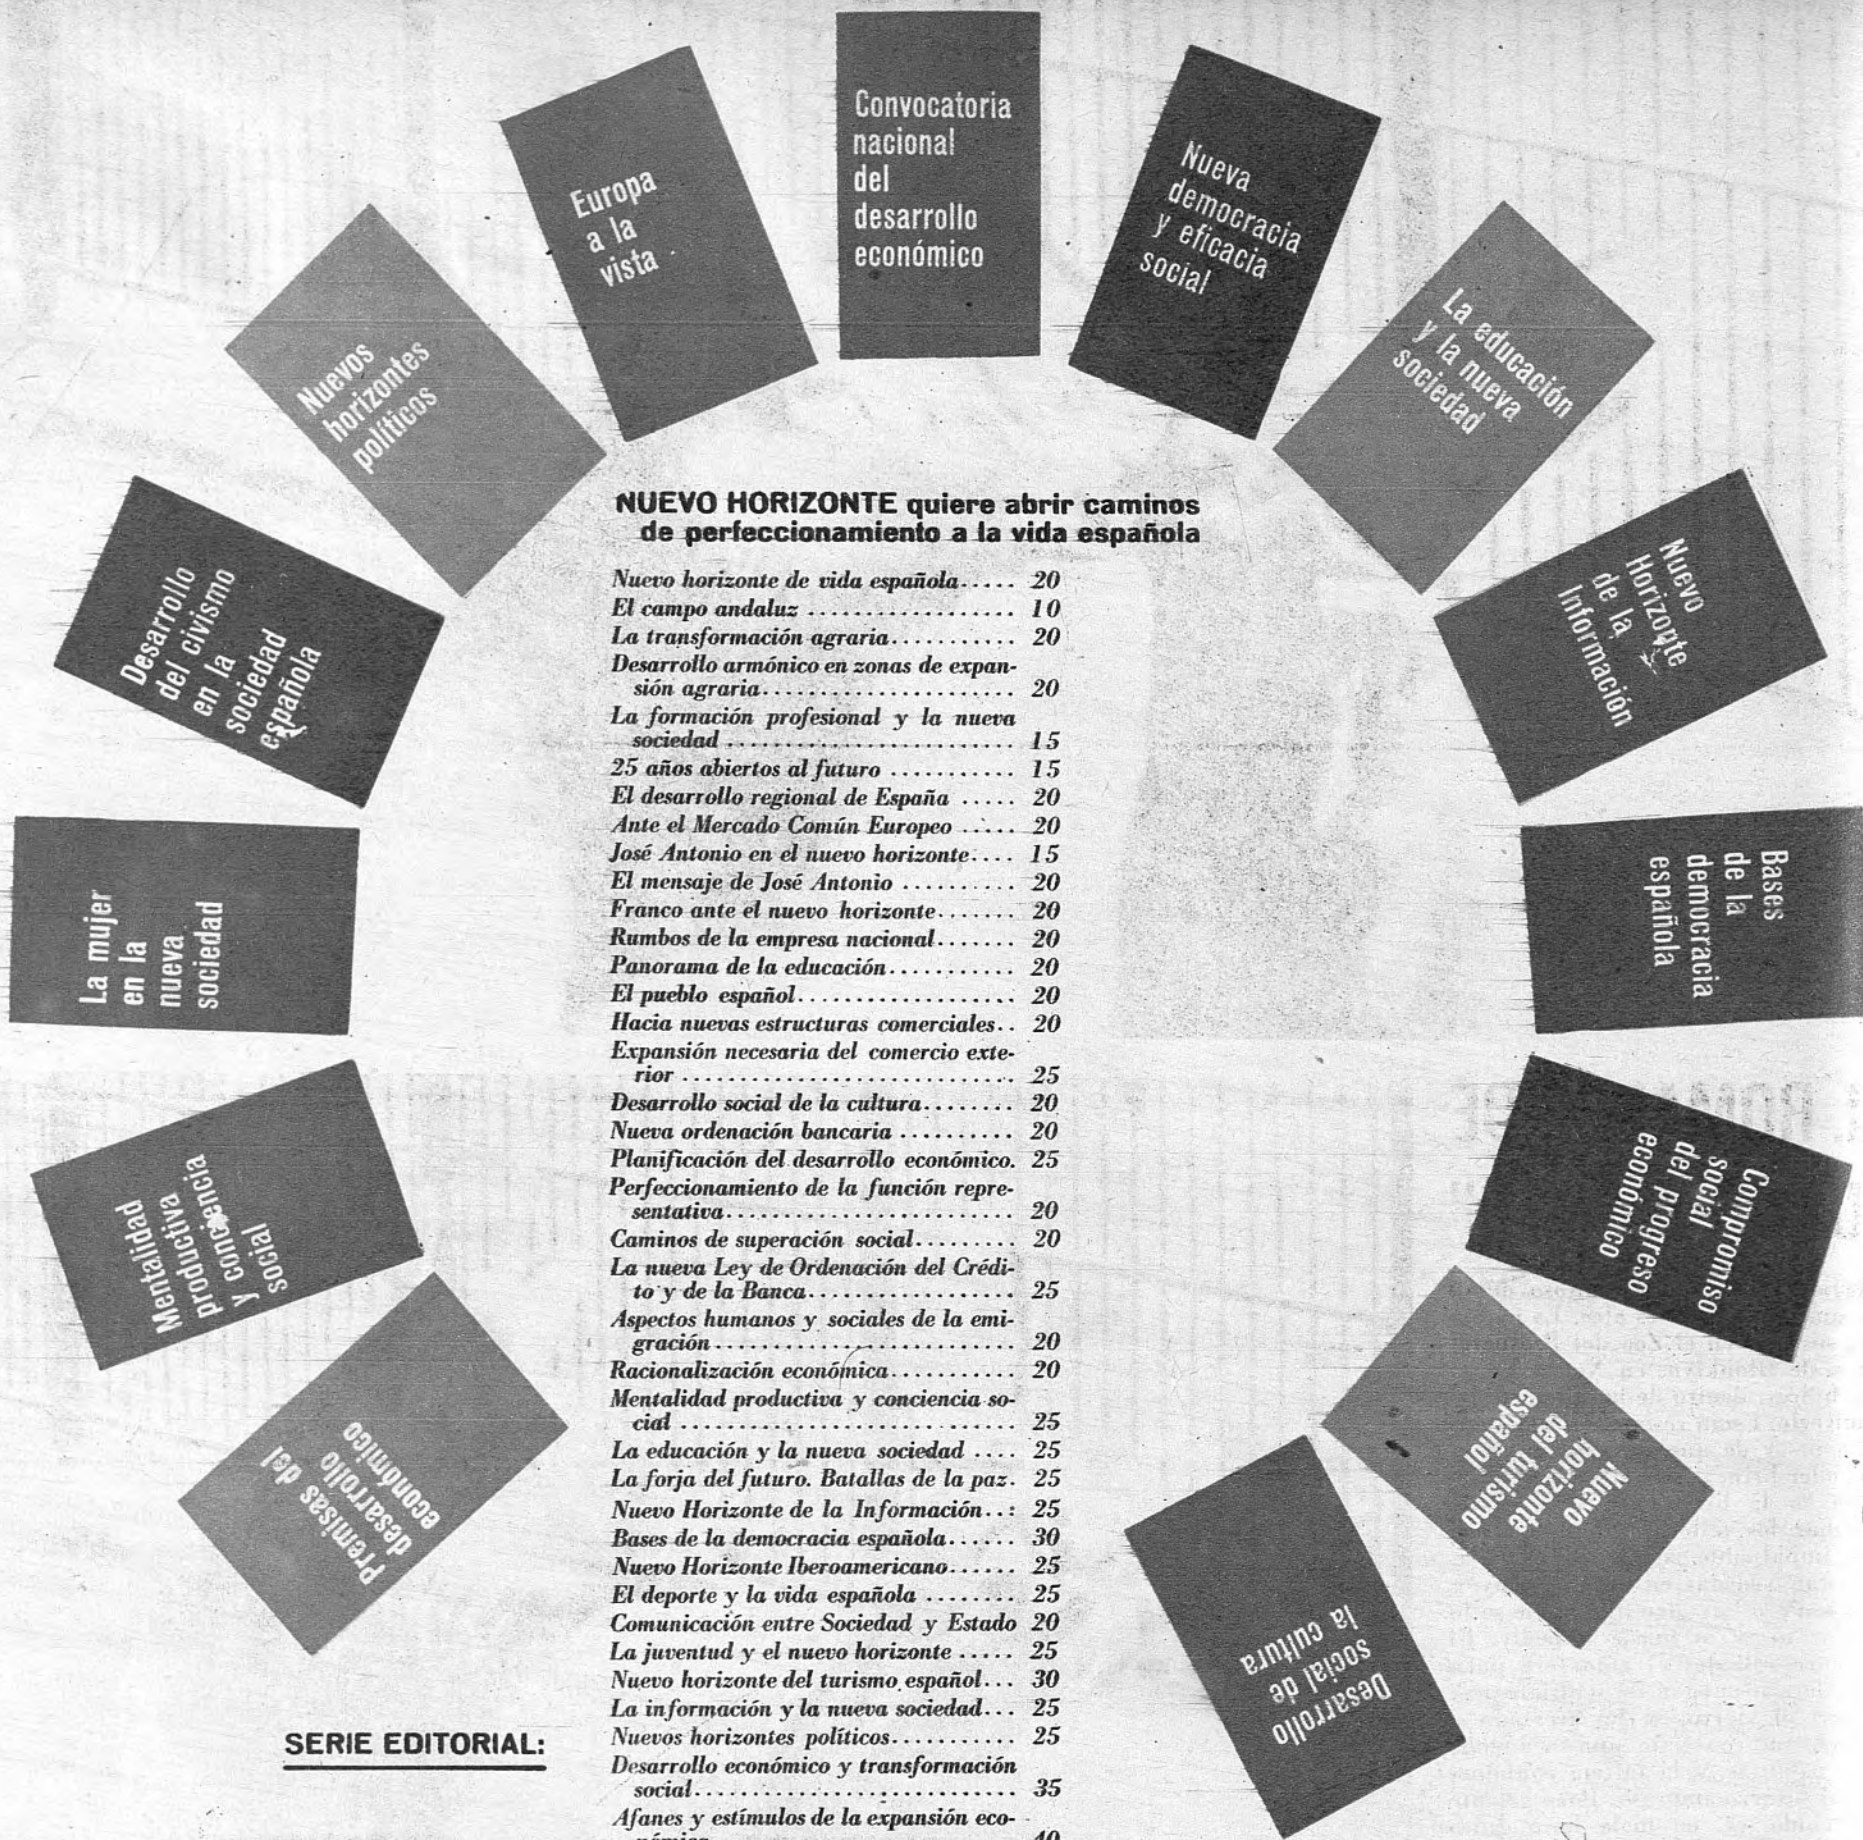 Convocatoria
nacional
del
desarrollo
económico
Europa
a la
vista
Nueva
democracia
y eficacia
social
Nuevos
horizontes
políticos
La educación
y la nueva
sociedad
Desarrollo
del civismo
en la
sociedad
española
Nuevo
Horizonte
de la
Información
La mujer
en la
nueva
sociedad
Bases
de la
democracia
española
Mentalidad
productiva
y conciencia
social
Compromiso
social
del progreso
económico
Premisas del
desarrollo
económico
Nuevo
horizonte
del turismo
español
Desarrollo
social de
la cultura
NUEVO HORIZONTE quiere abrir caminos
de perfeccionamiento a la vida española
Nuevo horizonte de vida española..... 20
El campo andaluz .................. 10
La transformación agraria........... 20
Desarrollo armónico en zonas de expan-
sión agraria...................... 20
La formación profesional y la nueva
sociedad ......................... 15
25 años abiertos al futuro ........... 15
El desarrollo regional de España ..... 20
Ante el Mercado Común Europeo ..... 20
José Antonio en el nuevo horizonte.... 15
El mensaje de José Antonio .......... 20
Franco ante el nuevo horizonte....... 20
Rumbos de la empresa nacional....... 20
Panorama de la educación........... 20
El pueblo español................... 20
Hacia nuevas estructuras comerciales.. 20
Expansión necesaria del comercio exte-
rior ............................. 25
Desarrollo social de la cultura........ 20
Nueva ordenación bancaria .......... 20
Planificación del desarrollo económico. 25
Perfeccionamiento de la función repre-
sentativa......................... 20
Caminos de superación social......... 20
La nueva Ley de Ordenación del Crédi-
to y de la Banca.................. 25
Aspectos humanos y sociales de la emi-
gración.......................... 20
Racionalización económica........... 20
Mentalidad productiva y conciencia so-
cial ............................. 25
La educación y la nueva sociedad .... 25
La forja del futuro. Batallas de la paz. 25
Nuevo Horizonte de la Información..: 25
Bases de la democracia española...... 30
Nuevo Horizonte Iberoamericano...... 25
El deporte y la vida española ........ 25
Comunicación entre Sociedad y Estado 20
La juventud y el nuevo horizonte ..... 25
Nuevo horizonte del turismo español... 30
La información y la nueva sociedad... 25
Nuevos horizontes políticos........... 25
Desarrollo económico y transformación
social............................ 35
Afanes y estímulos de la expansión eco-
SERIE EDITORIAL: